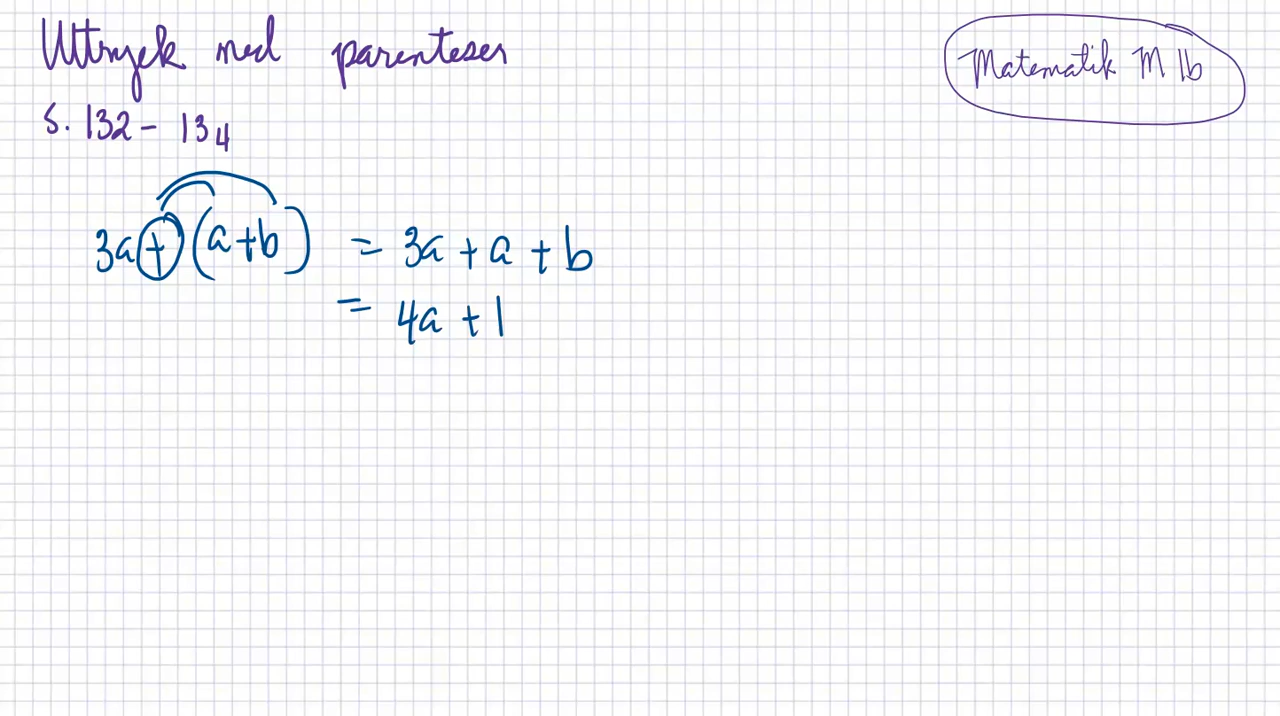 Uttryck med parenteser
Matematik M 1b
s. 132 - 134
3a + (a + b) = 3a + a + b
= 4a + 1